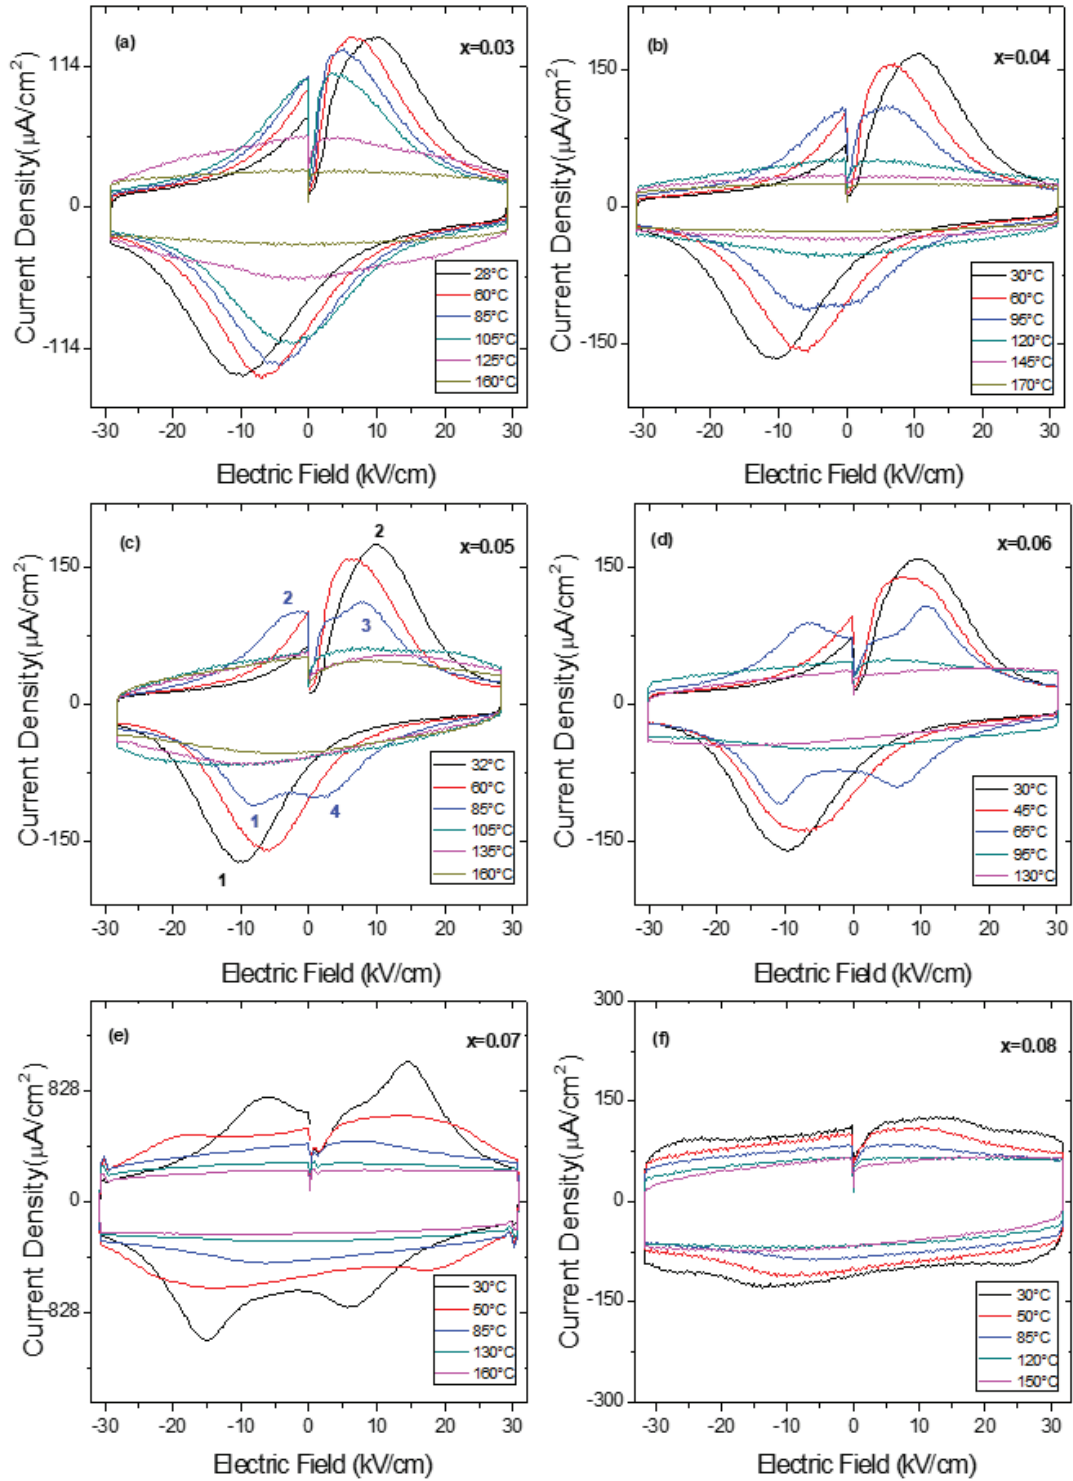 (a)
x=0.03
Current Density(μA/cm²)
114
0
-114
28°C
60°C
85°C
105°C
125°C
160°C
-30 -20 -10 0 10 20 30
Electric Field (kV/cm)
(b)
x=0.04
Current Density(μA/cm²)
150
0
-150
30°C
60°C
95°C
120°C
145°C
170°C
-30 -20 -10 0 10 20 30
Electric Field (kV/cm)
(c)
x=0.05
Current Density(μA/cm²)
150
0
-150
2
2
3
1
4
1
32°C
60°C
85°C
105°C
135°C
160°C
-30 -20 -10 0 10 20 30
Electric Field (kV/cm)
(d)
x=0.06
Current Density(μA/cm²)
150
0
-150
30°C
45°C
65°C
95°C
130°C
-30 -20 -10 0 10 20 30
Electric Field (kV/cm)
(e)
x=0.07
Current Density(μA/cm²)
828
0
-828
30°C
50°C
85°C
130°C
160°C
-30 -20 -10 0 10 20 30
Electric Field (kV/cm)
(f)
x=0.08
Current Density(μA/cm²)
300
150
0
-150
-300
30°C
50°C
85°C
120°C
150°C
-30 -20 -10 0 10 20 30
Electric Field (kV/cm)